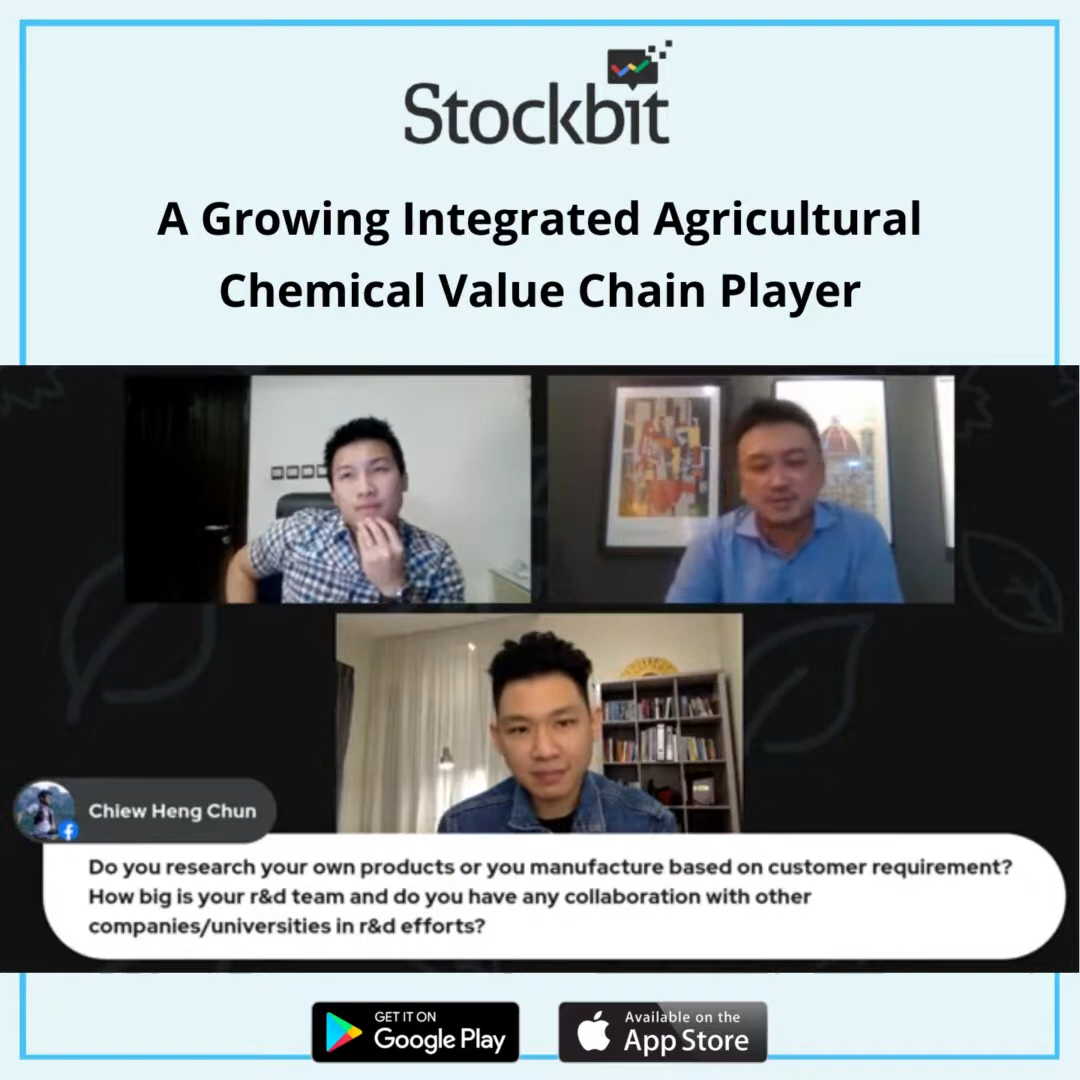 Stockbit
A Growing Integrated Agricultural
Chemical Value Chain Player
Chiew Heng Chun
Do you research your own products or you manufacture based on customer requirement?
How big is your r&d team and do you have any collaboration with other
companies/universities in r&d efforts?
GET IT ON
Google Play
Available on the
App Store